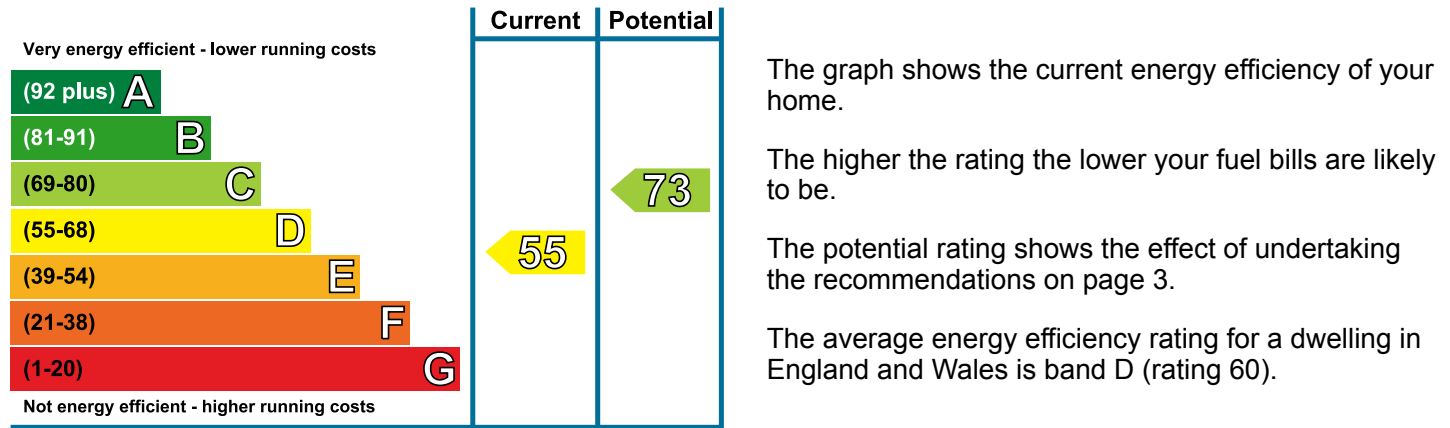 Current Potential
Very energy efficient - lower running costs
(92 plus) A
(81-91) B
(69-80) C
73
(55-68) D
55
(39-54) E
(21-38) F
(1-20) G
Not energy efficient - higher running costs
The graph shows the current energy efficiency of your
home.
The higher the rating the lower your fuel bills are likely
to be.
The potential rating shows the effect of undertaking
the recommendations on page 3.
The average energy efficiency rating for a dwelling in
England and Wales is band D (rating 60).